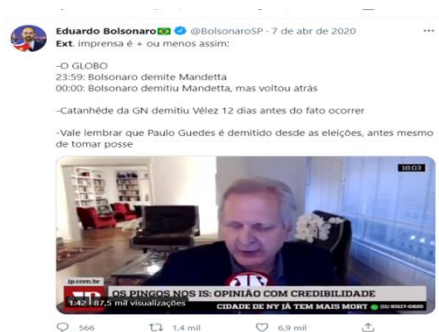 Eduardo Bolsonaro @BolsonaroSP · 7 de abr de 2020
Ext. imprensa é + ou menos assim:
-O GLOBO
23:59: Bolsonaro demite Mandetta
00:00: Bolsonaro demitiu Mandetta, mas voltou atrás
-Catanhêde da GN demitiu Vélez 12 dias antes do fato ocorrer
-Vale lembrar que Paulo Guedes é demitido desde as eleições, antes mesmo
de tomar posse
18:03
jp.com.br
OS PINGOS NOS IS: OPINIÃO COM CREDIBILIDADE
1:42 87,5 mil visualizações
CIDADE DE NY JÁ TEM MAIS MORT
566 1,4 mil 6,9 mil